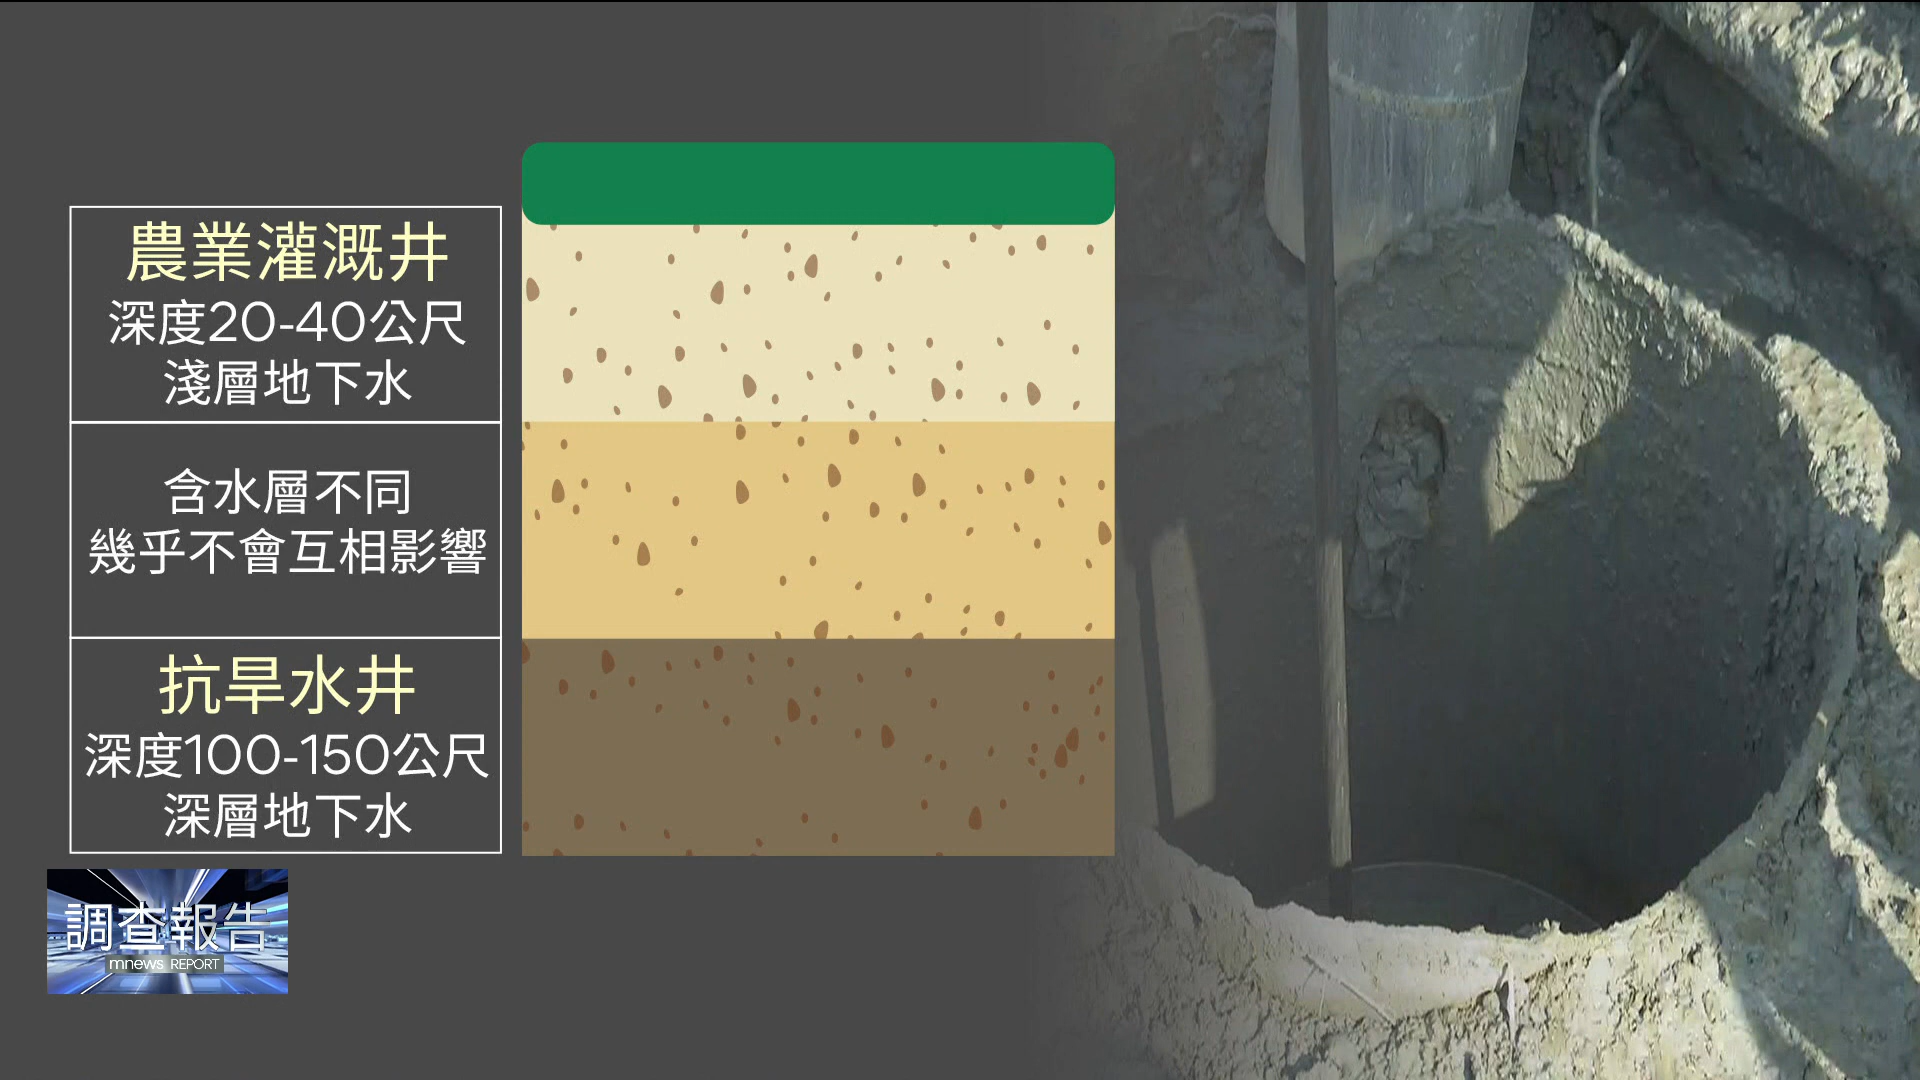 農業灌溉井
深度20-40公尺
淺層地下水
含水層不同
幾乎不會互相影響
抗旱水井
深度100-150公尺
深層地下水
調查報告
mnews REPORT